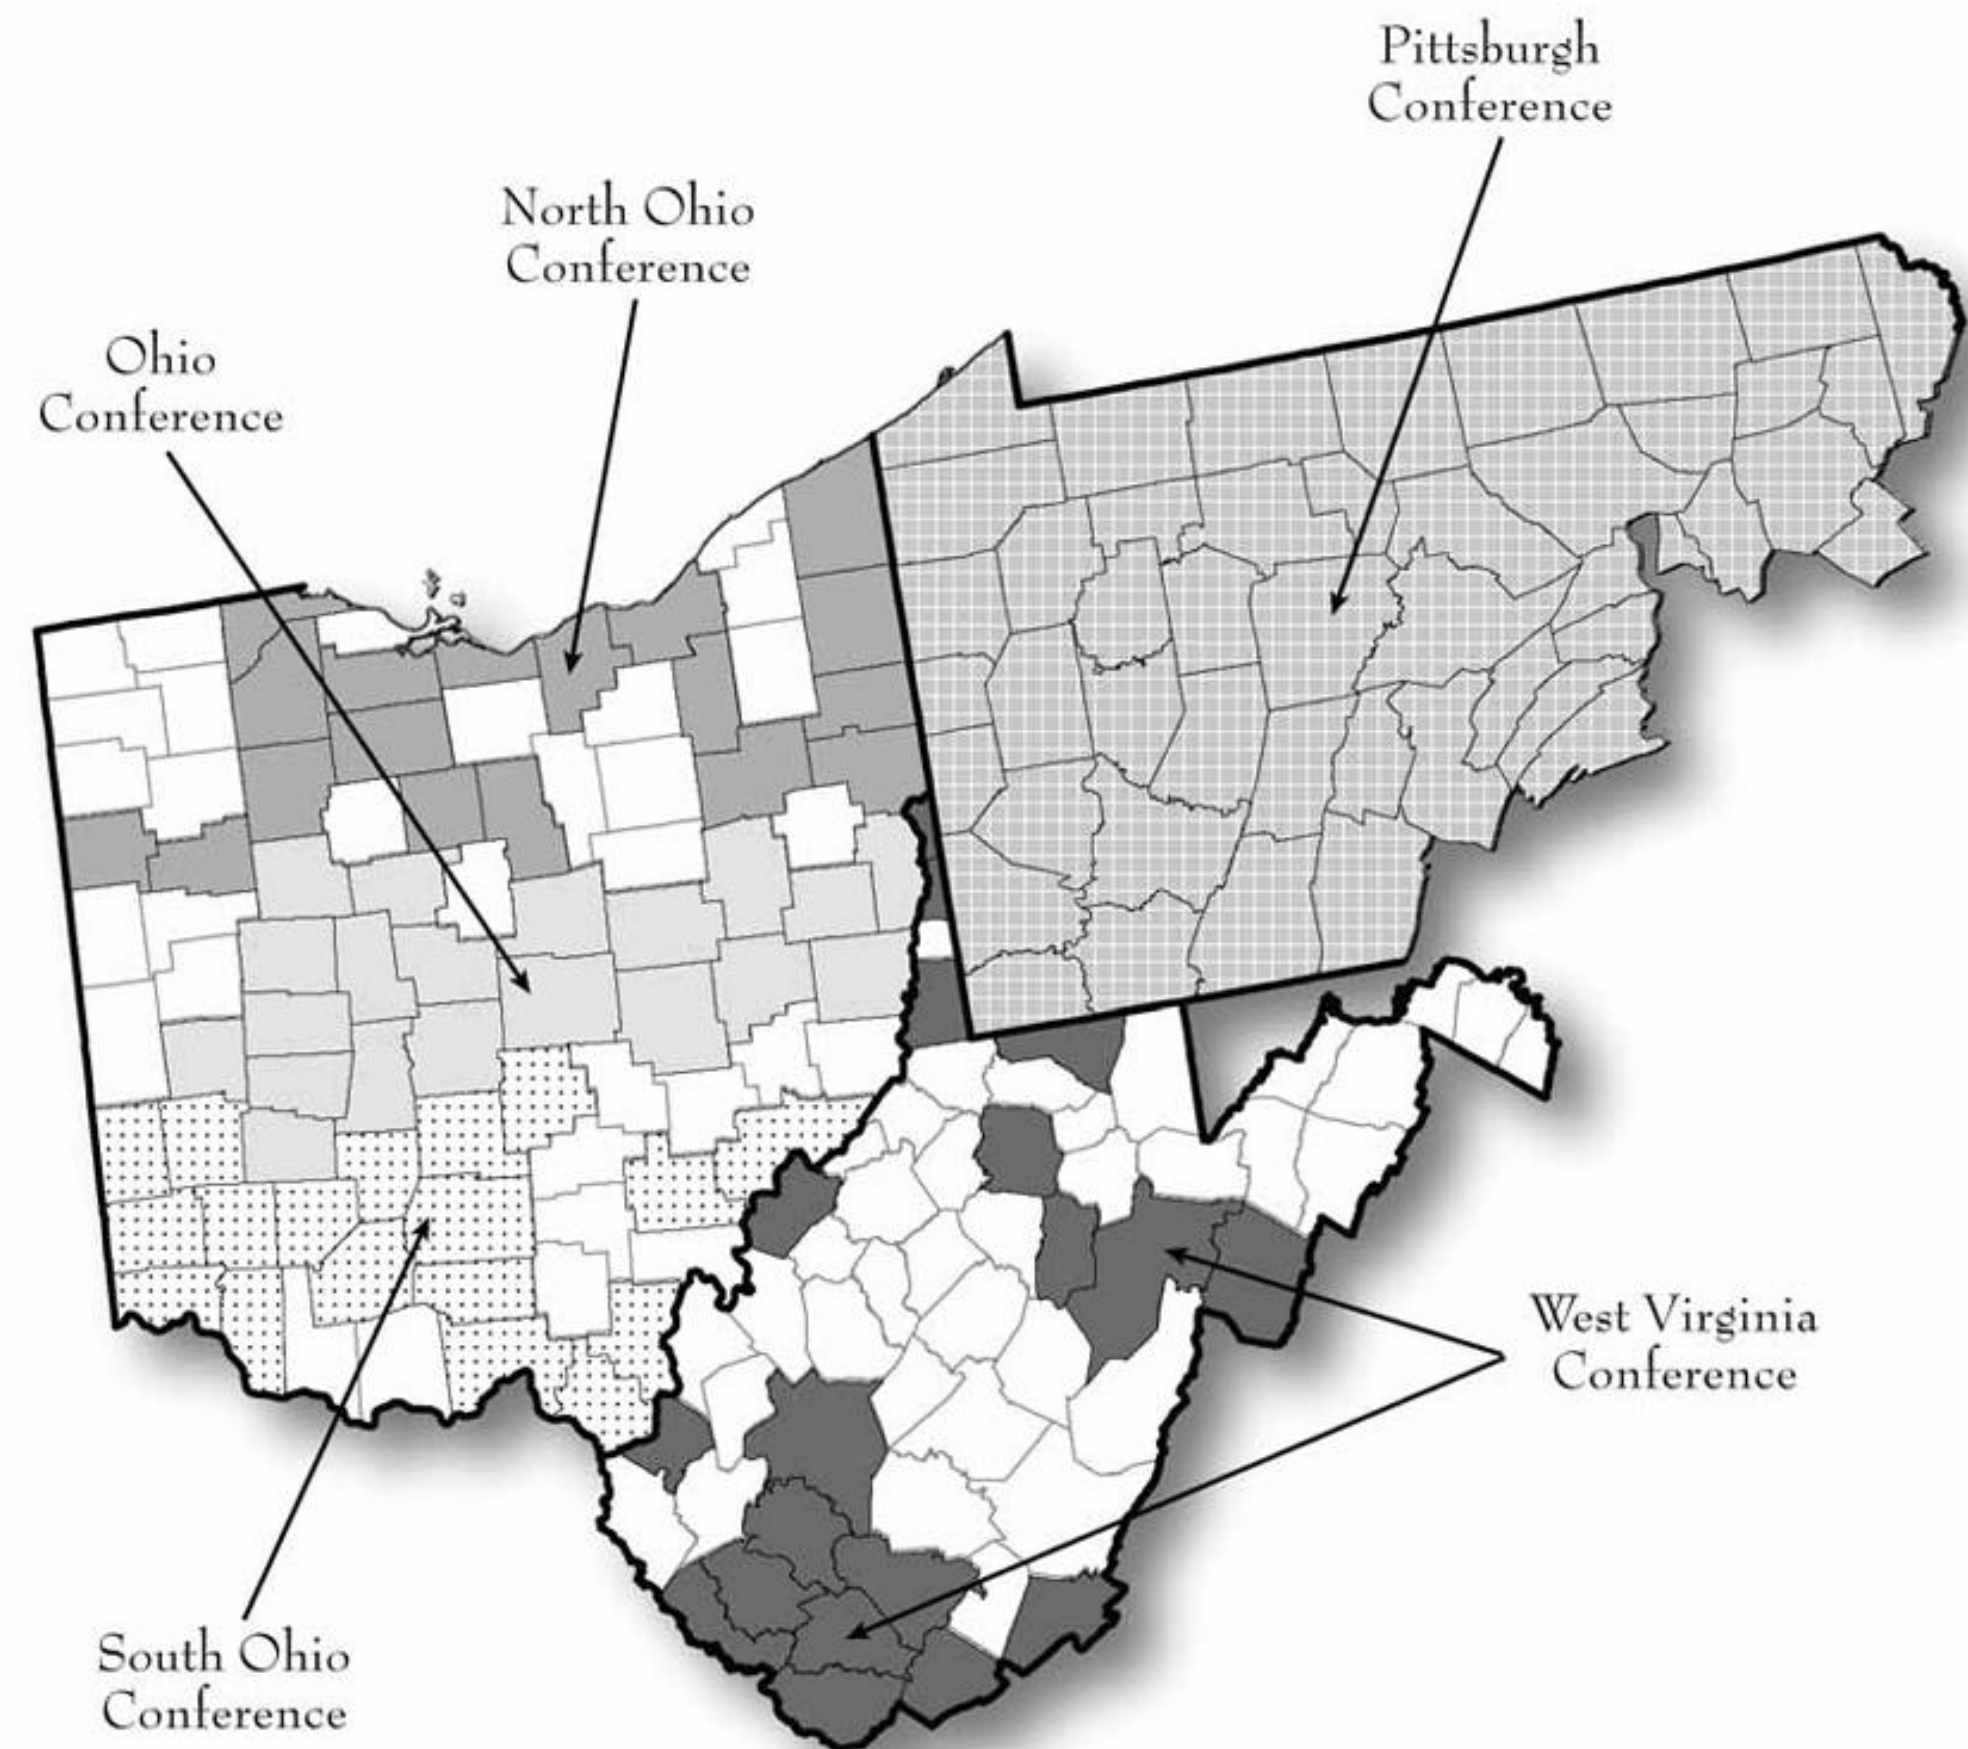 Pittsburgh
Conference
North Ohio
Conference
Ohio
Conference
West Virginia
Conference
South Ohio
Conference